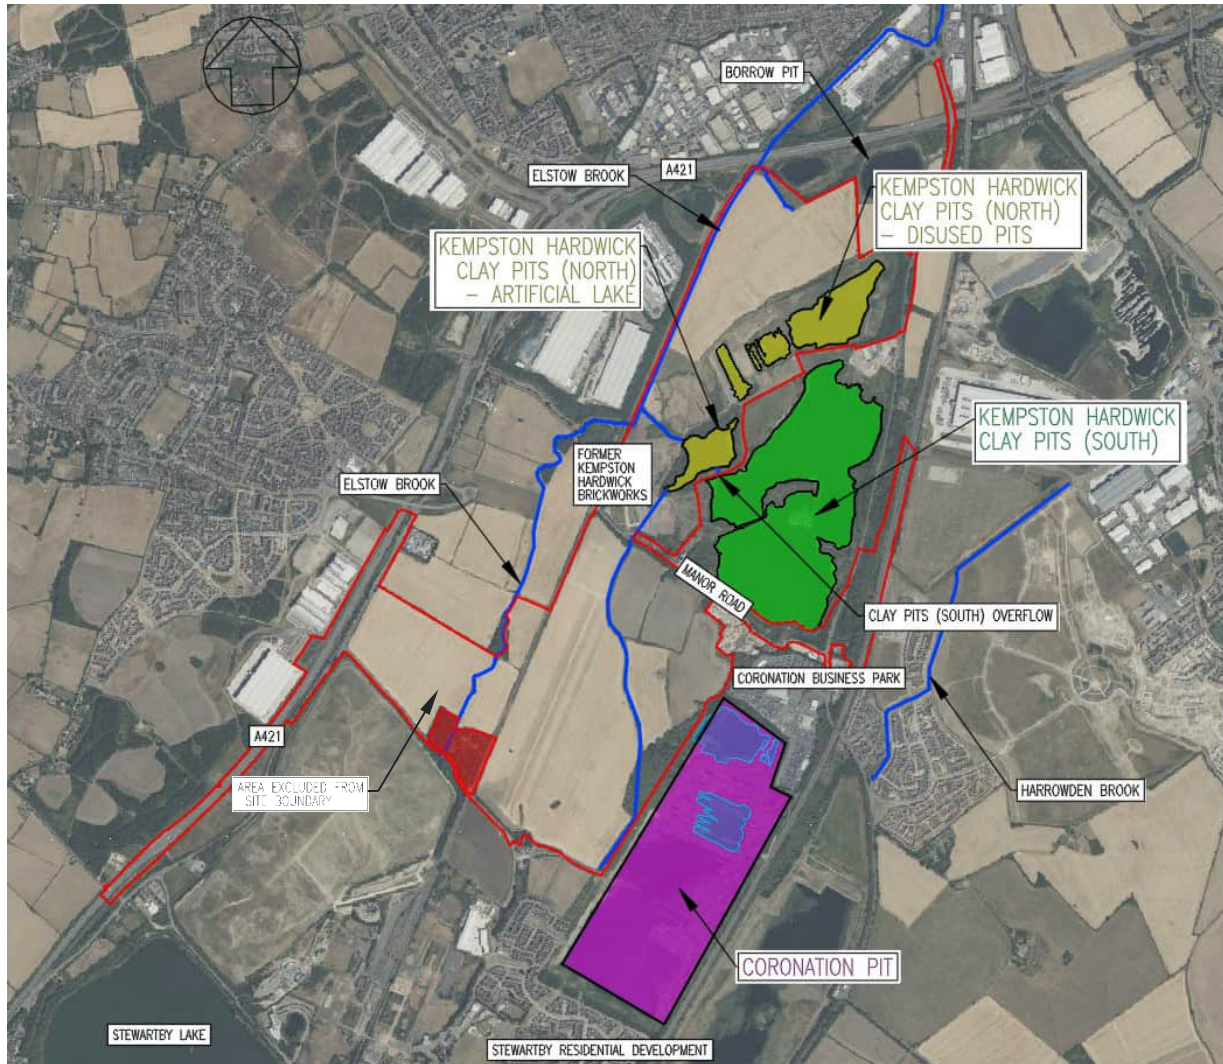 BORROW PIT
A421
ELSTOW BROOK
KEMPSTON HARDWICK
CLAY PITS (NORTH)
- DISUSED PITS
KEMPSTON HARDWICK
CLAY PITS (NORTH)
- ARTIFICIAL LAKE
KEMPSTON HARDWICK
CLAY PITS (SOUTH)
FORMER
KEMPSTON
HARDWICK
BRICKWORKS
ELSTOW BROOK
MANOR ROAD
CLAY PITS (SOUTH) OVERFLOW
CORONATION BUSINESS PARK
A421
AREA EXCLUDED FROM
SITE BOUNDARY
HARROWDEN BROOK
CORONATION PIT
STEWARTBY LAKE
STEWARTBY RESIDENTIAL DEVELOPMENT